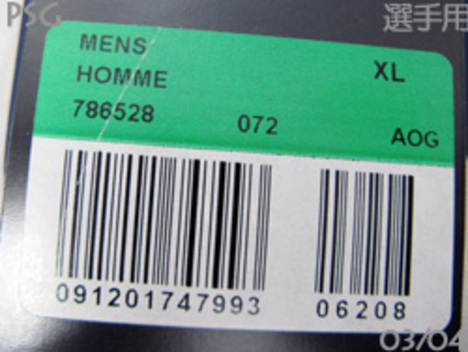 PSG 選手用
MENS
HOMME XL
786528 072 AOG
091201747993 06208
03/04